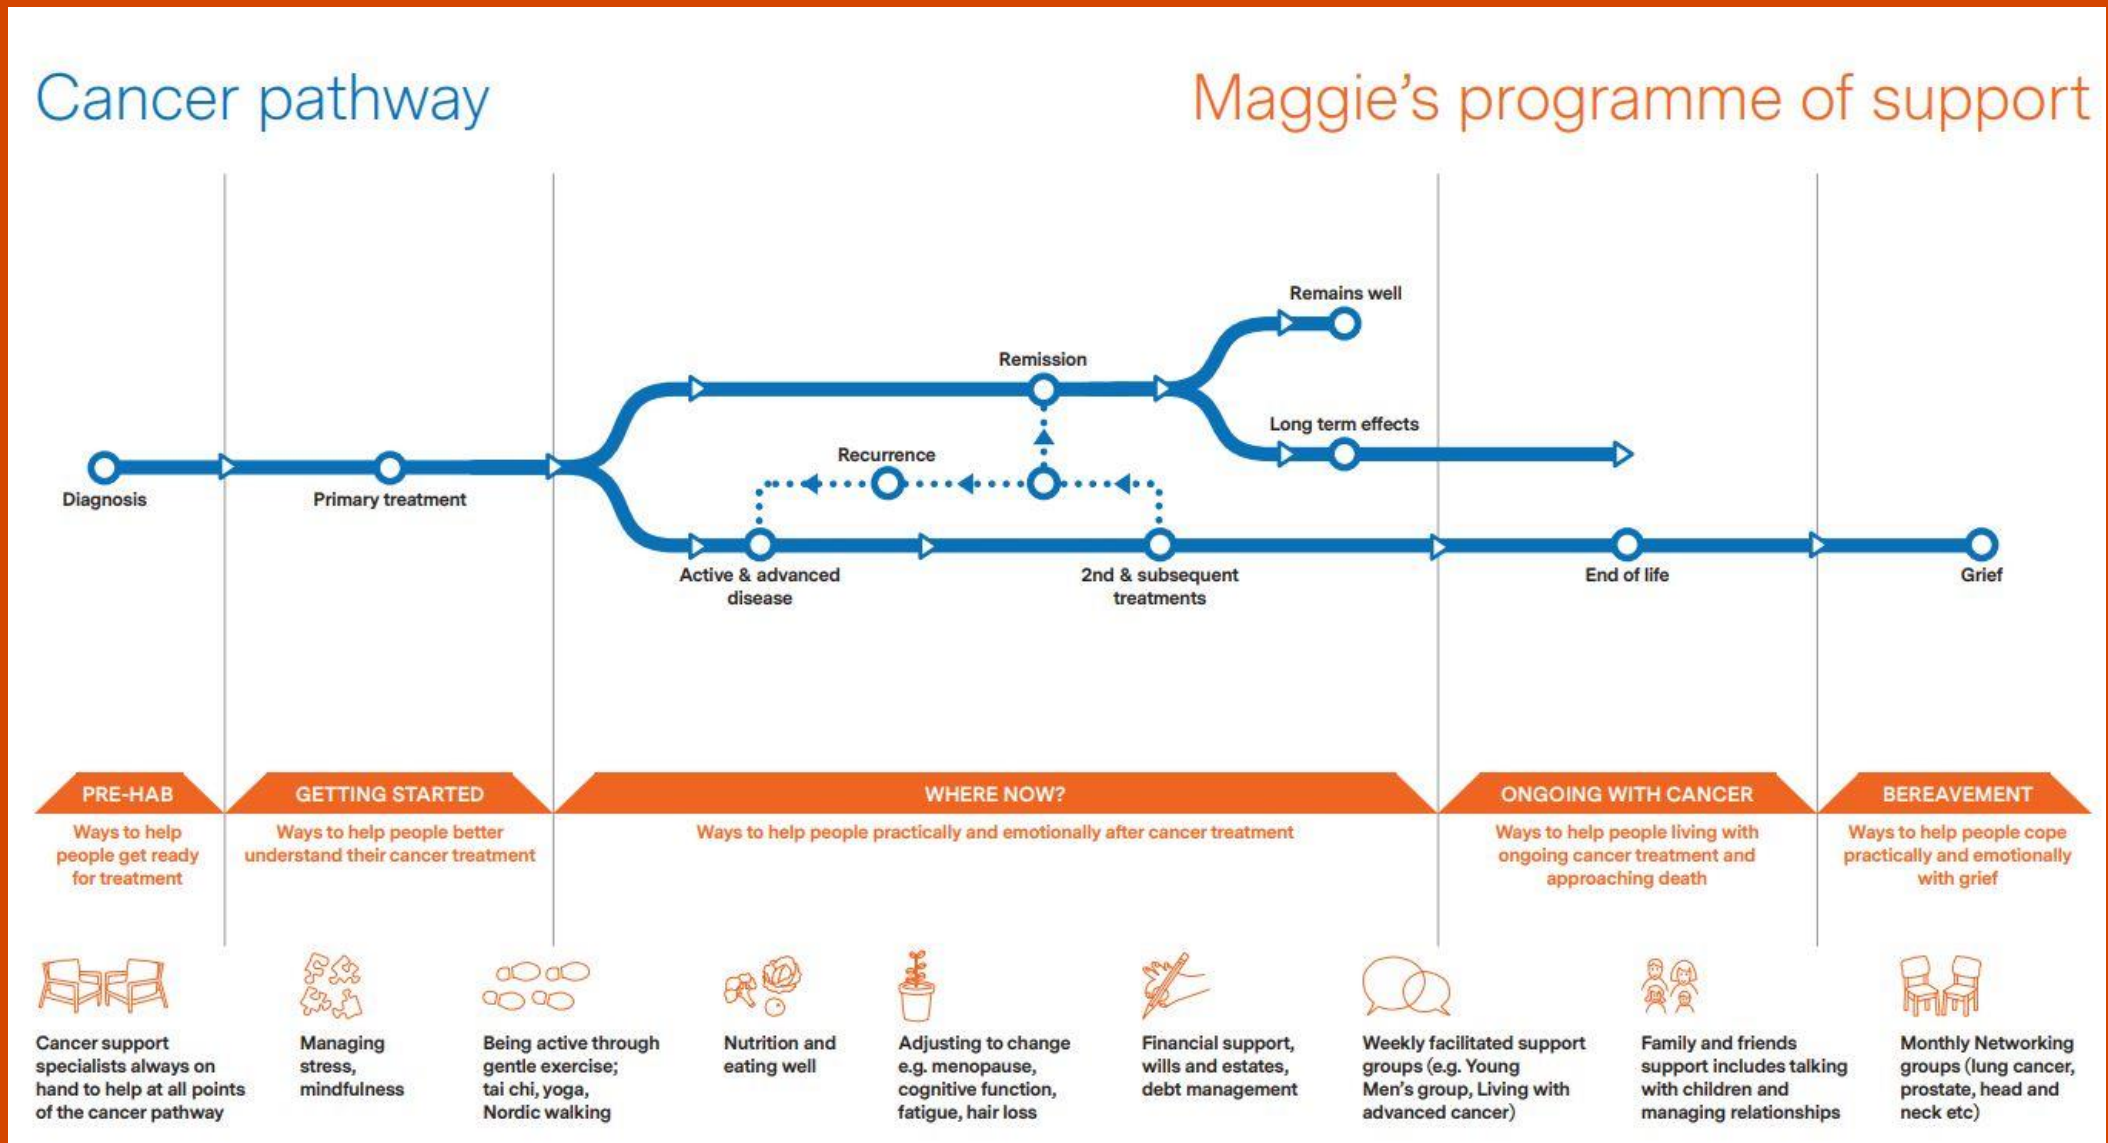 Cancer pathway
Maggie's programme of support
Remains well
Remission
Long term effects
Recurrence
Diagnosis
Primary treatment
Active & advanced
disease
2nd & subsequent
treatments
End of life
Grief
PRE-HAB
Ways to help
people get ready
for treatment
GETTING STARTED
Ways to help people better
understand their cancer treatment
WHERE NOW?
Ways to help people practically and emotionally after cancer treatment
ONGOING WITH CANCER
Ways to help people living with
ongoing cancer treatment and
approaching death
BEREAVEMENT
Ways to help people cope
practically and emotionally
with grief
Cancer support
specialists always on
hand to help at all points
of the cancer pathway
Managing
stress,
mindfulness
Being active through
gentle exercise;
tai chi, yoga,
Nordic walking
Nutrition and
eating well
Adjusting to change
e.g. menopause,
cognitive function,
fatigue, hair loss
Financial support,
wills and estates,
debt management
Weekly facilitated support
groups (e.g. Young
Men's group, Living with
advanced cancer)
Family and friends
support includes talking
with children and
managing relationships
Monthly Networking
groups (lung cancer,
prostate, head and
neck etc)